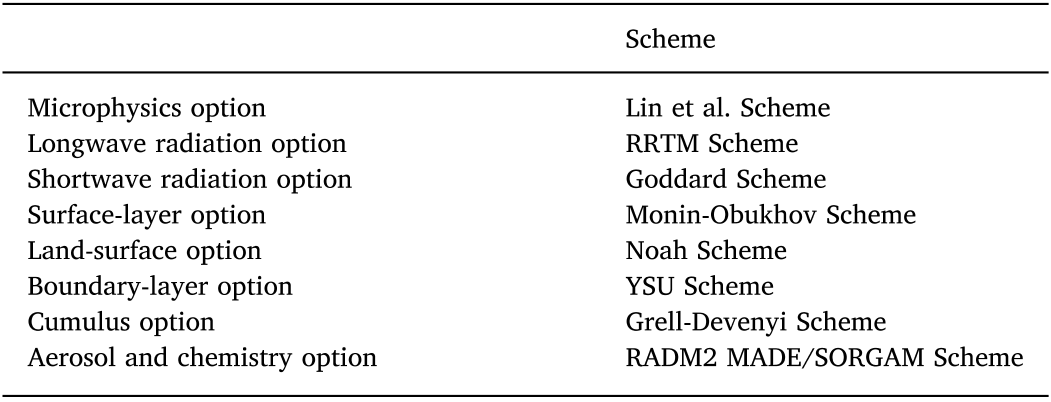 Scheme
Microphysics option Lin et al. Scheme
Longwave radiation option RRTM Scheme
Shortwave radiation option Goddard Scheme
Surface-layer option Monin-Obukhov Scheme
Land-surface option Noah Scheme
Boundary-layer option YSU Scheme
Cumulus option Grell-Devenyi Scheme
Aerosol and chemistry option RADM2 MADE/SORGAM Scheme